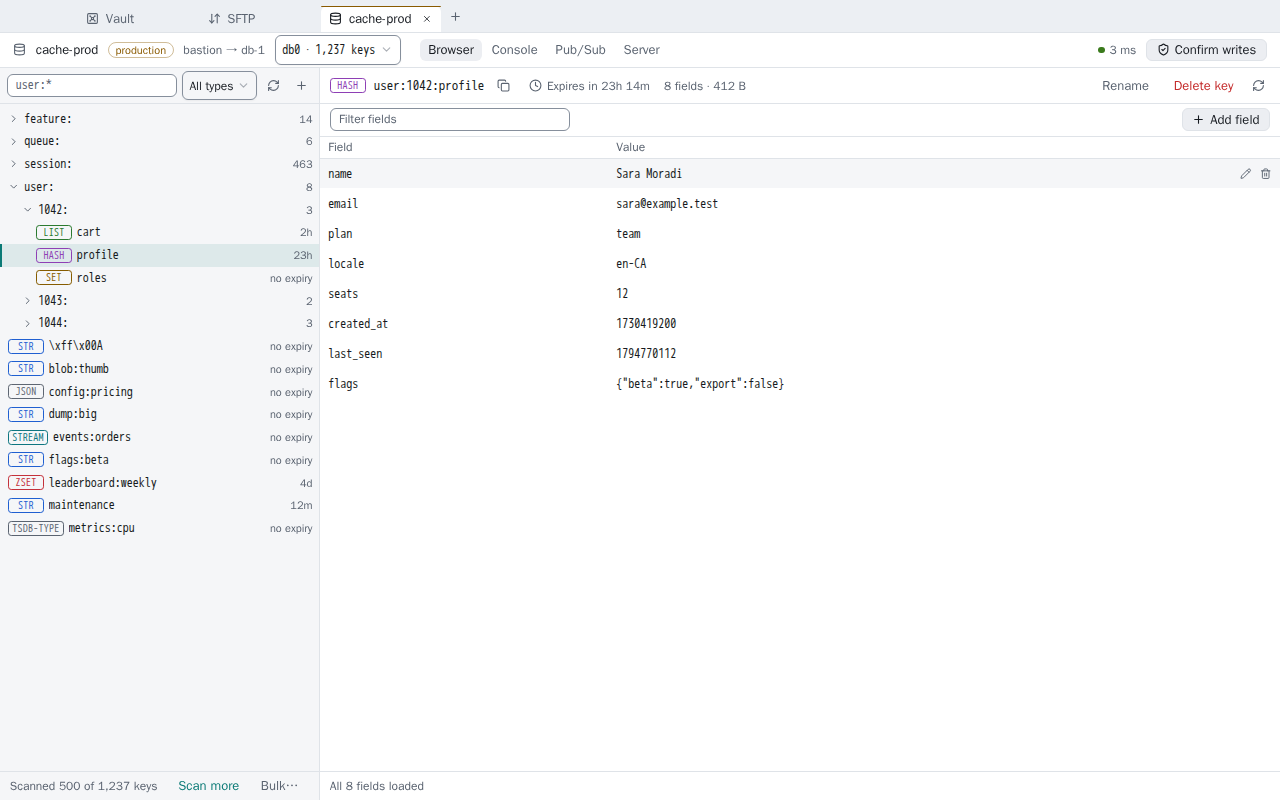 Vault
SFTP
cache-prod
cache-prod production bastion → db-1 db0 · 1,237 keys Browser Console Pub/Sub Server 3 ms Confirm writes
user:* All types
HASH user:1042:profile Expires in 23h 14m 8 fields · 412 B Rename Delete key
feature: 14
queue: 6
session: 463
user: 8
1042: 3
LIST cart 2h
HASH profile 23h
SET roles no expiry
1043: 2
1044: 3
STR \xff\x00A no expiry
STR blob:thumb no expiry
JSON config:pricing no expiry
STR dump:big no expiry
STREAM events:orders no expiry
STR flags:beta no expiry
ZSET leaderboard:weekly 4d
STR maintenance 12m
TSDB-TYPE metrics:cpu no expiry
Scanned 500 of 1,237 keys Scan more Bulk···
Filter fields Add field
Field Value
name Sara Moradi
email sara@example.test
plan team
locale en-CA
seats 12
created_at 1730419200
last_seen 1794770112
flags {"beta":true,"export":false}
All 8 fields loaded